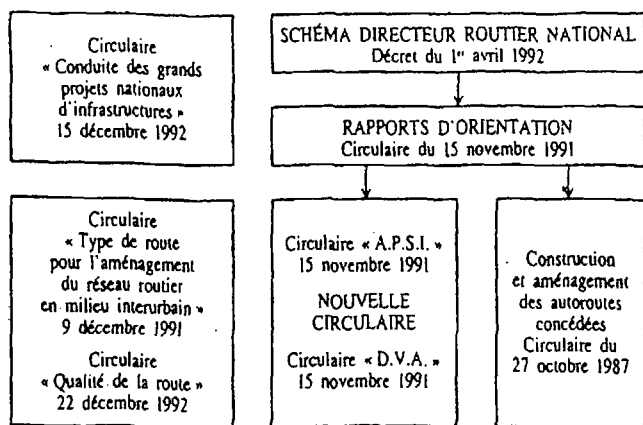 Circulaire
« Conduite des grands
projets nationaux
d'infrastructures »
15 décembre 1992
SCHÉMA DIRECTEUR ROUTIER NATIONAL
Décret du 1er avril 1992
RAPPORTS D'ORIENTATION
Circulaire du 15 novembre 1991
Circulaire
« Type de route
pour l'aménagement
du réseau routier
en milieu interurbain »
9 décembre 1991
Circulaire
« Qualité de la route »
22 décembre 1992
Circulaire « A.P.S.I. »
15 novembre 1991
NOUVELLE
CIRCULAIRE
Circulaire « D.V.A. »
15 novembre 1991
Construction
et aménagement
des autoroutes
concédées
Circulaire du
27 octobre 1987